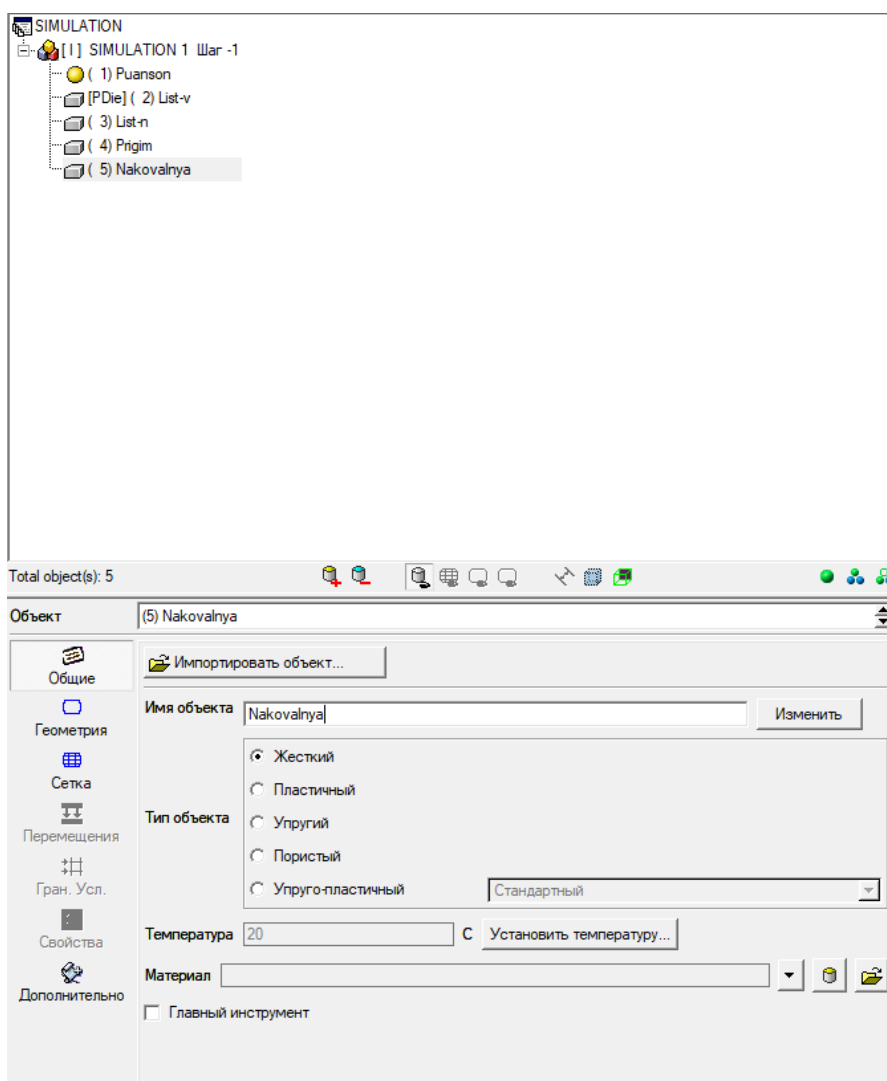 SIMULATION
[ I ] SIMULATION 1 Шаг -1
( 1) Puanson
[PDie] ( 2) List-v
( 3) List-n
( 4) Prigim
( 5) Nakovalnya
Total object(s): 5
Объект (5) Nakovalnya
Общие
Импортировать объект...
Имя объекта Nakovalnya Изменить
Геометрия
Жесткий
Сетка
Пластичный
Тип объекта
Упругий
Перемещения
Пористый
Гран. Усл.
Упруго-пластичный Стандартный
Температура 20 С Установить температуру...
Свойства
Материал
Дополнительно
Главный инструмент